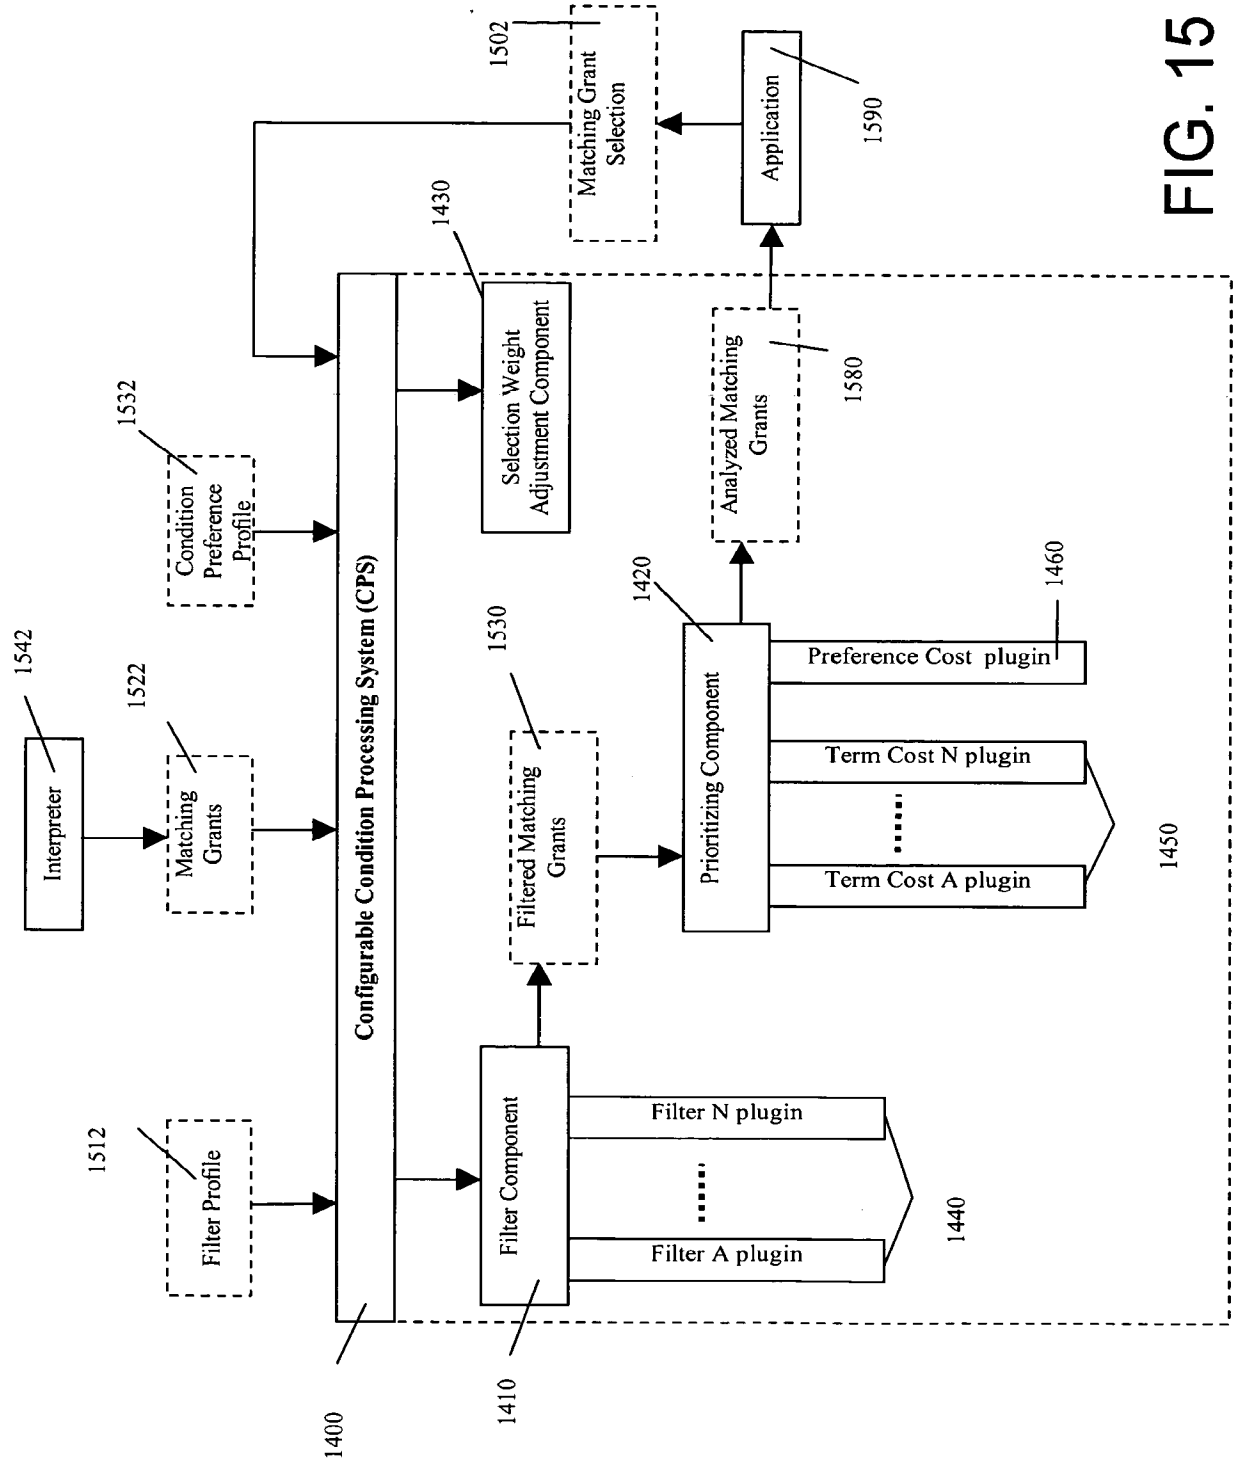 1542
Interpreter
1512
Filter Profile
1522
Matching
Grants
1532
Condition
Preference
Profile
1502
Matching Grant
Selection
1400
Configurable Condition Processing System (CPS)
1410
Filter Component
1530
Filtered Matching
Grants
1430
Selection Weight
Adjustment Component
Filter A plugin
Filter N plugin
1440
1420
Prioritizing Component
Term Cost A plugin
Term Cost N plugin
Preference Cost plugin
1460
1450
Analyzed Matching
Grants
1580
Application
1590
FIG. 15